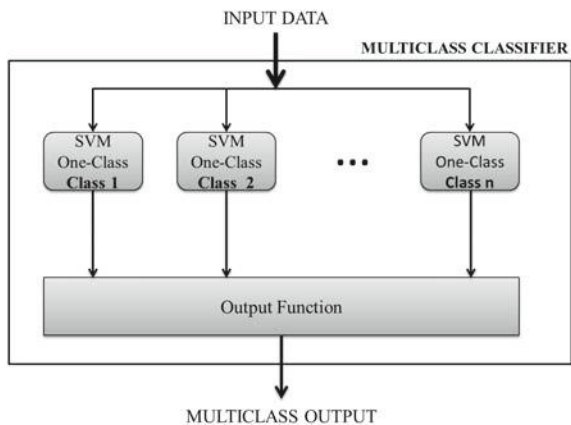 INPUT DATA
MULTICLASS CLASSIFIER
SVM
One-Class
Class 1
SVM
One-Class
Class 2
SVM
One-Class
Class n
Output Function
MULTICLASS OUTPUT